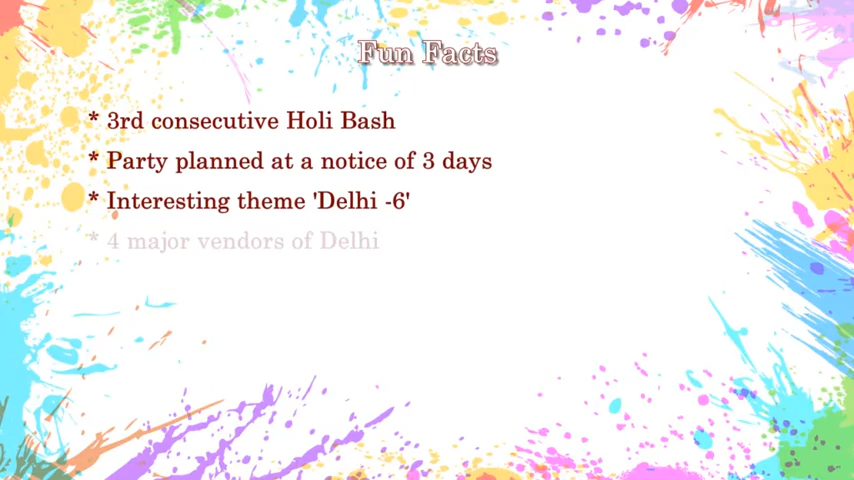 Fun Facts
* 3rd consecutive Holi Bash
* Party planned at a notice of 3 days
* Interesting theme 'Delhi -6'
* 4 major vendors of Delhi